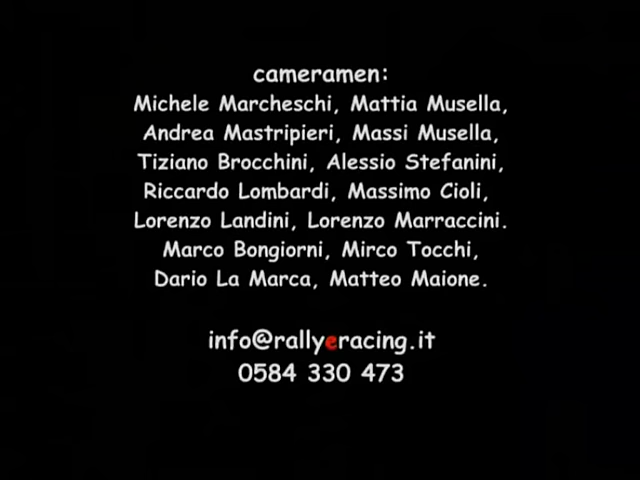 cameramen:
Michele Marcheschi, Mattia Musella,
Andrea Mastripieri, Massi Musella,
Tiziano Brocchini, Alessio Stefanini,
Riccardo Lombardi, Massimo Cioli,
Lorenzo Landini, Lorenzo Marraccini.
Marco Bongiorni, Mirco Tocchi,
Dario La Marca, Matteo Maione.
info@rallyeracing.it
0584 330 473